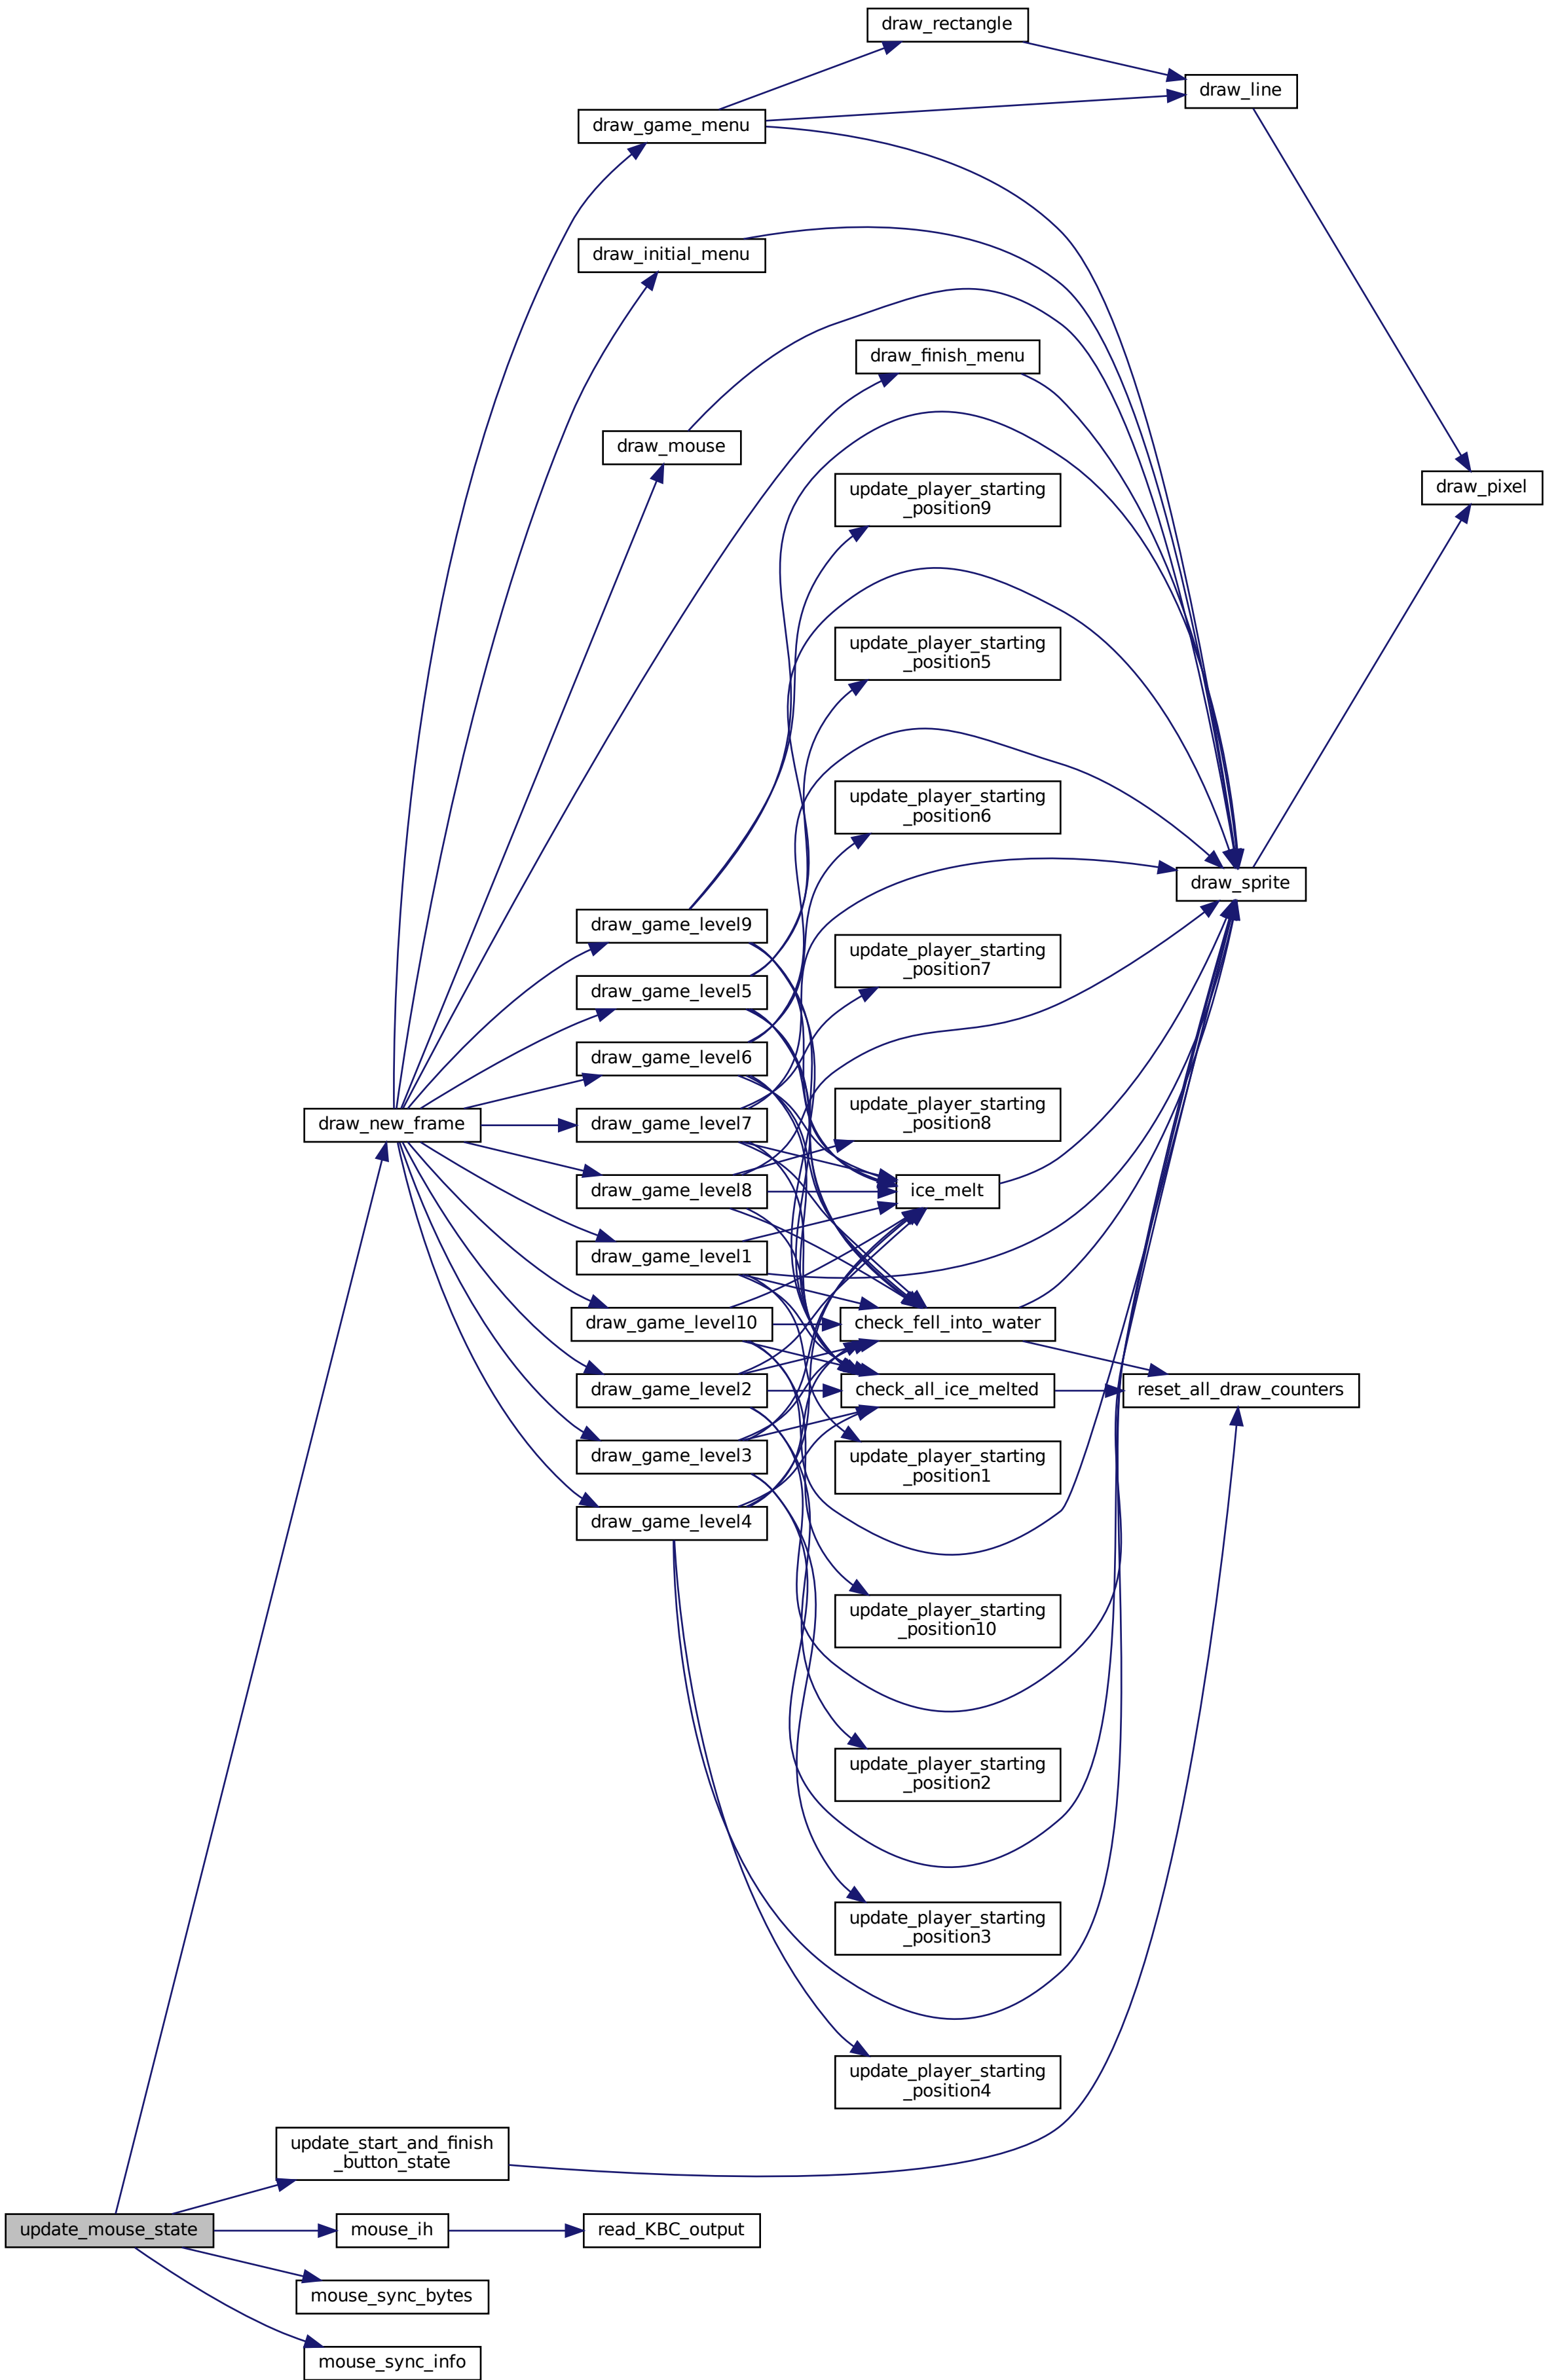 draw_rectangle
draw_line
draw_game_menu
draw_initial_menu
draw_finish_menu
draw_mouse
update_player_starting
_position9
draw_pixel
update_player_starting
_position5
update_player_starting
_position6
draw_sprite
draw_game_level9
update_player_starting
_position7
draw_game_level5
draw_game_level6
draw_new_frame
draw_game_level7
update_player_starting
_position8
draw_game_level8
ice_melt
draw_game_level1
draw_game_level10
check_fell_into_water
draw_game_level2
check_all_ice_melted
reset_all_draw_counters
draw_game_level3
update_player_starting
_position1
draw_game_level4
update_player_starting
_position10
update_player_starting
_position2
update_player_starting
_position3
update_player_starting
_position4
update_start_and_finish
_button_state
update_mouse_state
mouse_ih
read_KBC_output
mouse_sync_bytes
mouse_sync_info